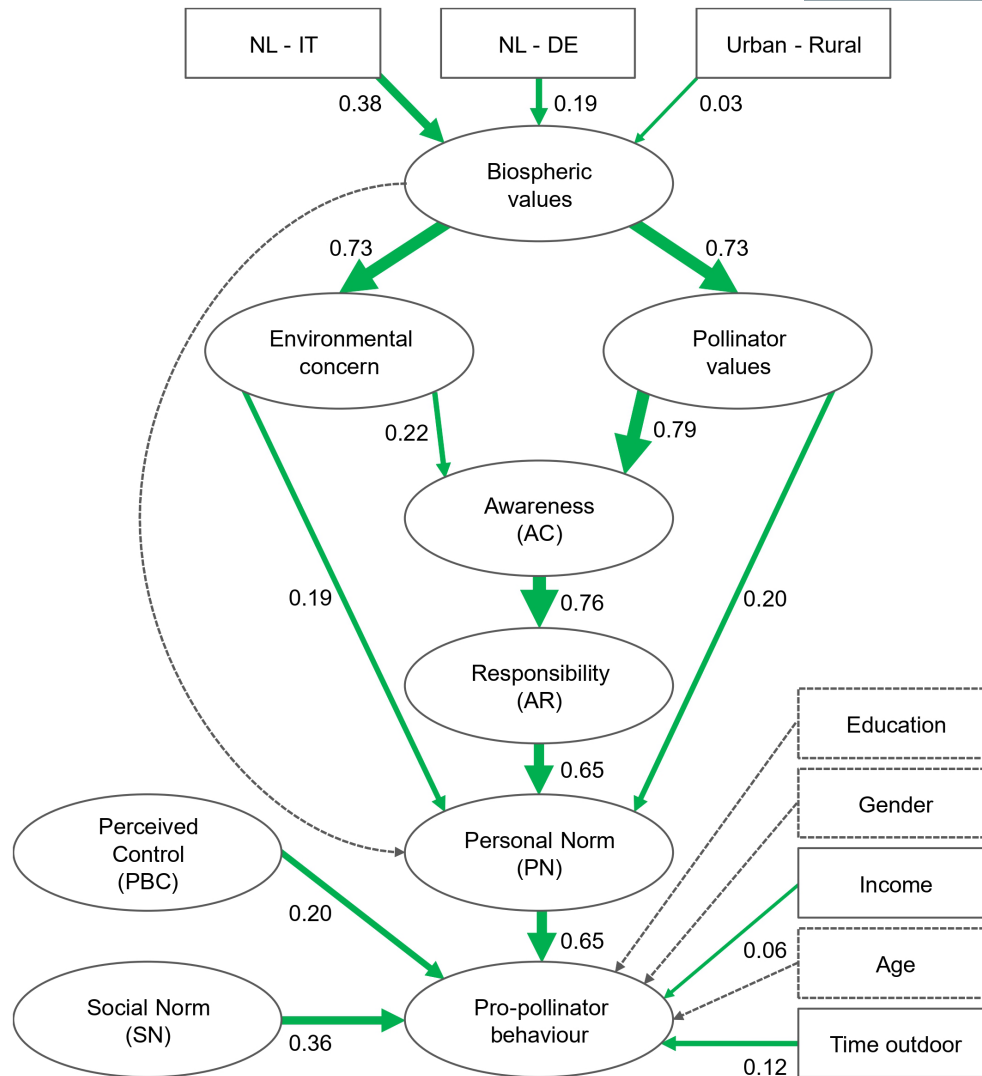 NL - IT
NL - DE
Urban - Rural
0.38
0.19
0.03
Biospheric
values
0.73
0.73
Environmental
concern
Pollinator
values
0.22
0.79
Awareness
(AC)
0.19
0.76
0.20
Responsibility
(AR)
0.65
Education
Gender
Perceived
Control
(PBC)
Personal Norm
(PN)
Income
0.20
0.65
0.06
Age
Social Norm
(SN)
0.36
Pro-pollinator
behaviour
Time outdoor
0.12